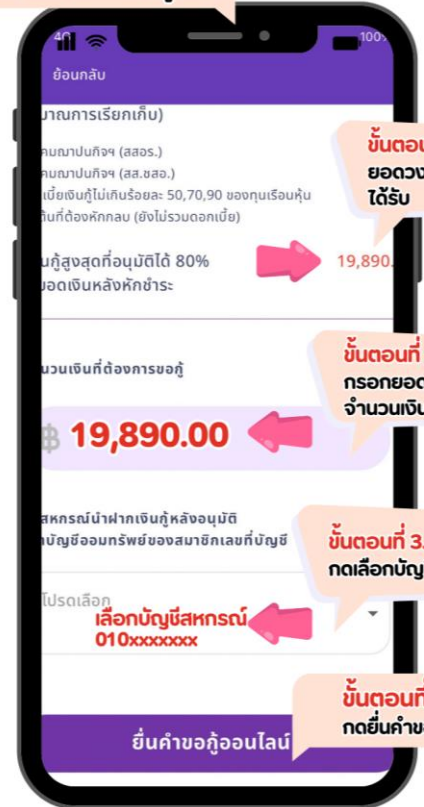 4G
100%
ย้อนกลับ
มาณการเรียกเก็บ)
คมฌาปนกิจฯ (สสอร.)
คมฌาปนกิจฯ (สส.ชสอ.)
เบี้ยเงินกู้ไม่เกินร้อยละ 50,70,90 ของทุนเรือนหุ้น
ต้นที่ต้องหักกลบ (ยังไม่รวมดอกเบี้ย)
ขั้นตอน
ยอดวง
ได้รับ
นกู้สูงสุดที่อนุมัติได้ 80%
19,890.
ยอดเงินหลังหักชำระ
ขั้นตอนที่
กรอกยอด
จำนวนเงิน
นวนเงินที่ต้องการขอกู้
฿ 19,890.00
สหกรณ์นำฝากเงินกู้หลังอนุมัติ
บัญชีออมทรัพย์ของสมาชิกเลขที่บัญชี
ขั้นตอนที่ 3.
กดเลือกบัญ
โปรดเลือก
เลือกบัญชีสหกรณ์
010xxxxxxx
ขั้นตอนที่
กดยื่นคำขอ
ยื่นคำขอกู้ออนไลน์